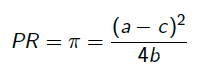 PR = π = (a − c)² / 4b